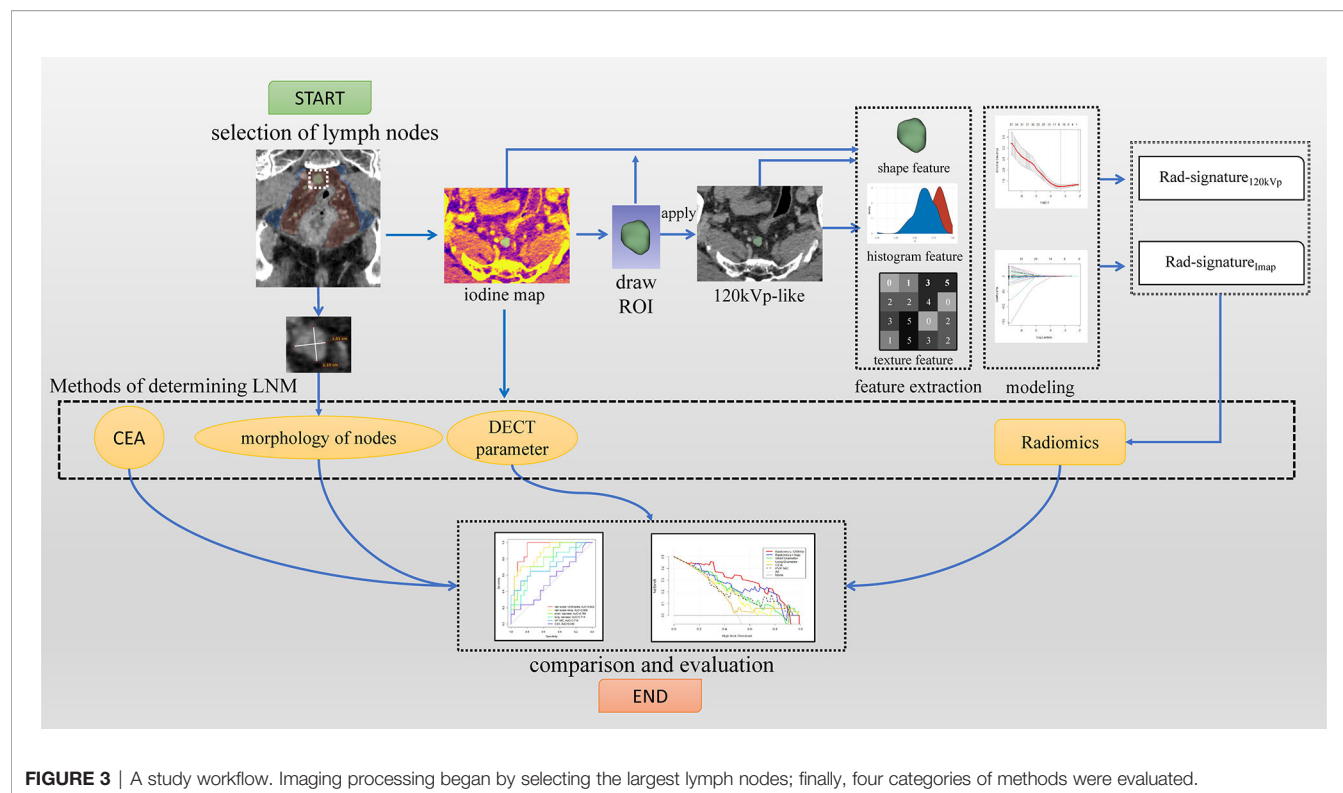 START
selection of lymph nodes
iodine map
draw
ROI
apply
120kVp-like
shape feature
histogram feature
0 1 3 5
2 2 4 0
3 5 0 2
1 5 3 2
texture feature
feature extraction
modeling
Rad-signature120kVp
Rad-signatureImap
Methods of determining LNM
CEA
morphology of nodes
DECT
parameter
Radiomics
comparison and evaluation
END
FIGURE 3 | A study workflow. Imaging processing began by selecting the largest lymph nodes; finally, four categories of methods were evaluated.